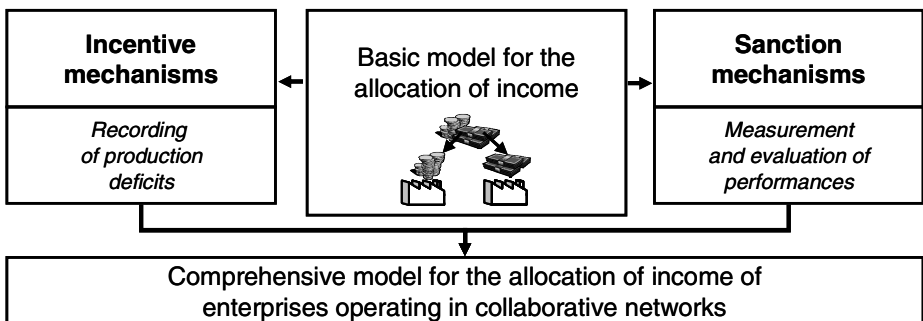 Incentive
mechanisms
Recording
of production
deficits
Basic model for the
allocation of income
Sanction
mechanisms
Measurement
and evaluation of
performances
Comprehensive model for the allocation of income of
enterprises operating in collaborative networks